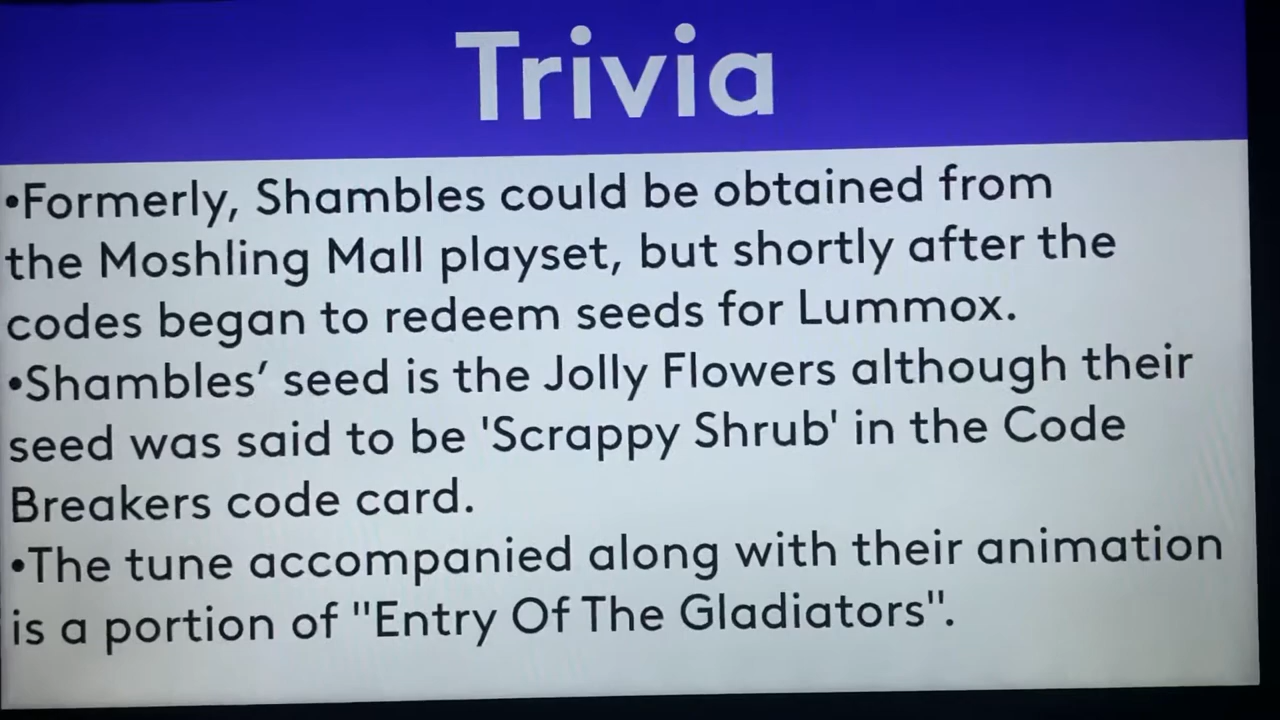 Trivia
•Formerly, Shambles could be obtained from
the Moshling Mall playset, but shortly after the
codes began to redeem seeds for Lummox.
•Shambles’ seed is the Jolly Flowers although their
seed was said to be 'Scrappy Shrub' in the Code
Breakers code card.
•The tune accompanied along with their animation
is a portion of "Entry Of The Gladiators".